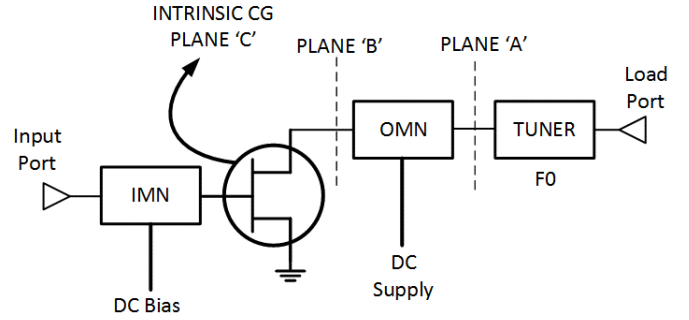 INTRINSIC CG
PLANE ‘C’
PLANE ‘B’
PLANE ‘A’
Load
Port
Input
Port
IMN
OMN
TUNER
F0
DC Bias
DC
Supply